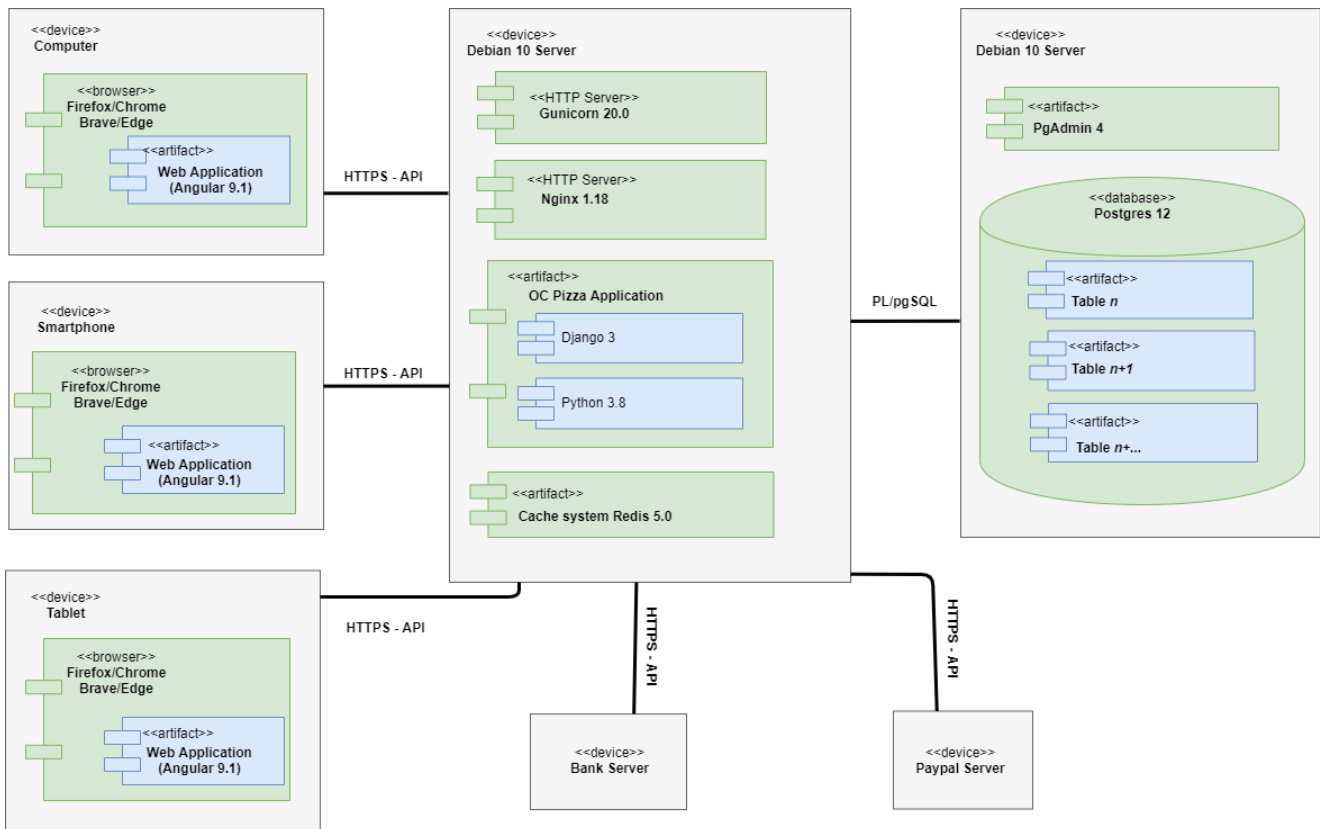 <<device>>
Computer
<<browser>>
Firefox/Chrome
Brave/Edge
<<artifact>>
Web Application
(Angular 9.1)
HTTPS - API
<<device>>
Smartphone
<<browser>>
Firefox/Chrome
Brave/Edge
<<artifact>>
Web Application
(Angular 9.1)
HTTPS - API
<<device>>
Tablet
<<browser>>
Firefox/Chrome
Brave/Edge
<<artifact>>
Web Application
(Angular 9.1)
HTTPS - API
<<device>>
Debian 10 Server
<<HTTP Server>>
Gunicorn 20.0
<<HTTP Server>>
Nginx 1.18
<<artifact>>
OC Pizza Application
Django 3
Python 3.8
<<artifact>>
Cache system Redis 5.0
PL/pgSQL
<<device>>
Debian 10 Server
<<artifact>>
PgAdmin 4
<<database>>
Postgres 12
<<artifact>>
Table n
<<artifact>>
Table n+1
<<artifact>>
Table n+...
HTTPS - API
<<device>>
Bank Server
HTTPS - API
<<device>>
Paypal Server